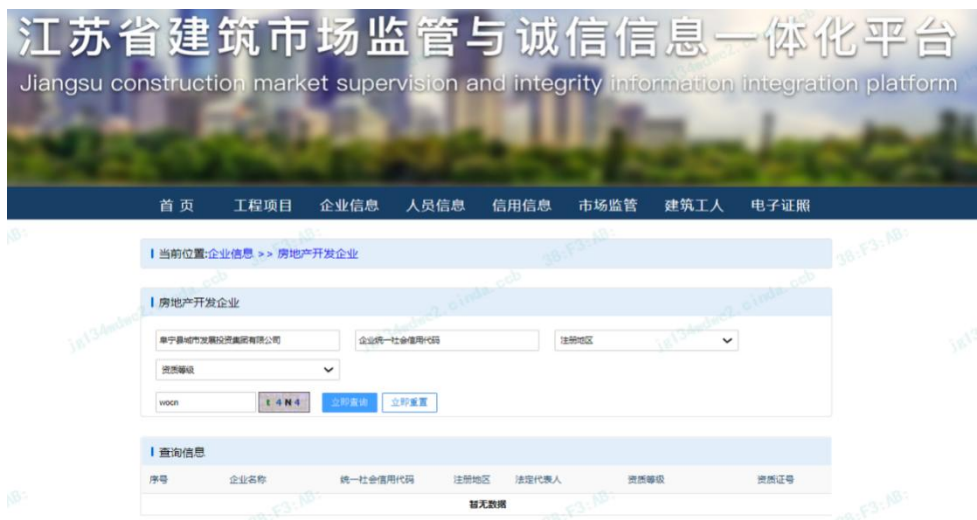 江苏省建筑市场监管与诚信信息一体化平台
Jiangsu construction market supervision and integrity information integration platform
首 页 工程项目 企业信息 人员信息 信用信息 市场监管 建筑工人 电子证照
当前位置:企业信息 >> 房地产开发企业
房地产开发企业
阜宁县城市发展投资集团有限公司 企业统一社会信用代码 注册地区
资质等级
wocn t 4 N 4 立即查询 立即重置
查询信息
序号 企业名称 统一社会信用代码 注册地区 法定代表人 资质等级 资质证号
暂无数据